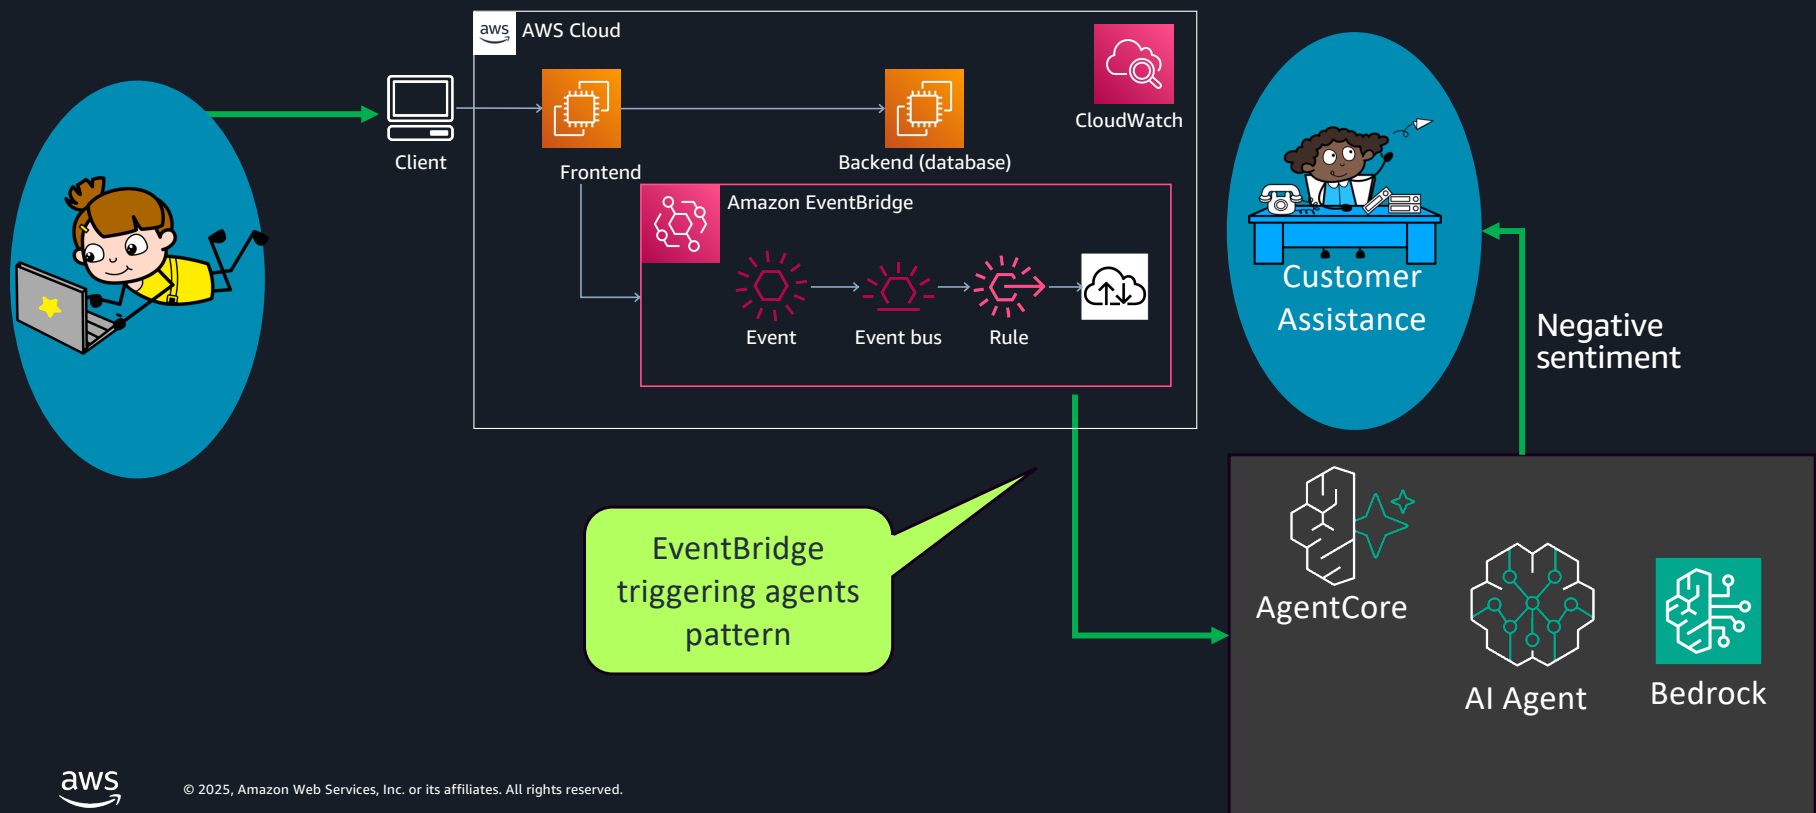 aws
AWS Cloud
CloudWatch
Client
Frontend
Backend (database)
Amazon EventBridge
Event
Event bus
Rule
Customer
Assistance
Negative
sentiment
EventBridge
triggering agents
pattern
AgentCore
AI Agent
Bedrock
aws
© 2025, Amazon Web Services, Inc. or its affiliates. All rights reserved.